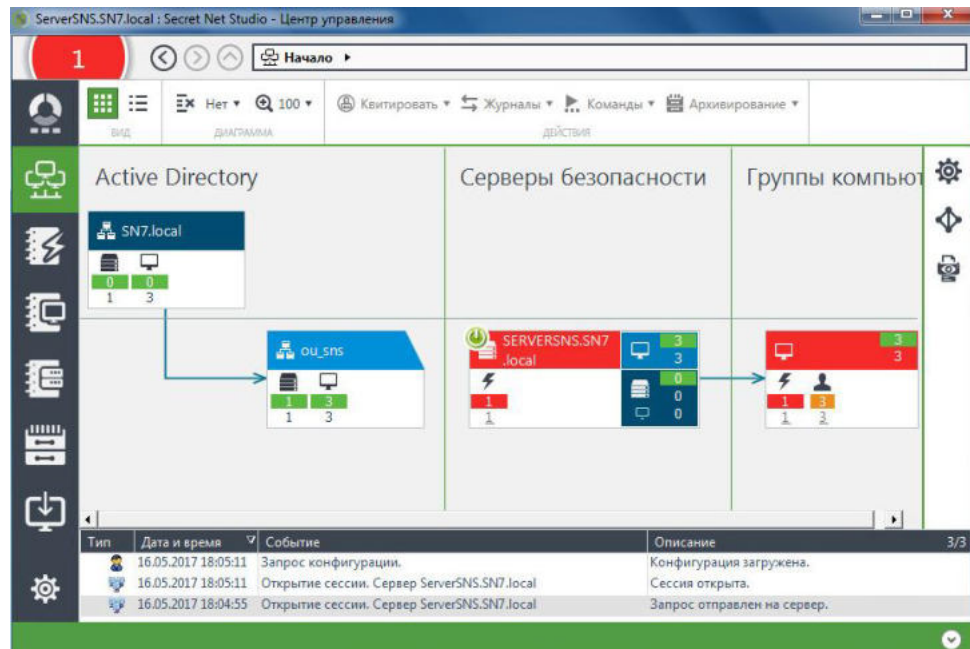 ServerSNS.SN7.local : Secret Net Studio - Центр управления
1
Начало
Нет
100
Квитировать
Журналы
Команды
Архивирование
ВИД
ДИАГРАММА
ДЕЙСТВИЯ
Active Directory
Серверы безопасности
Группы компьют
SN7.local
0 0
1 3
ou_sns
1 3
1 3
SERVERSNS.SN7
.local
3
3
1
1
0
0
0
3
3
1 3
1 3
Тип Дата и время Событие Описание 3/3
16.05.2017 18:05:11 Запрос конфигурации. Конфигурация загружена.
16.05.2017 18:05:11 Открытие сессии. Сервер ServerSNS.SN7.local Сессия открыта.
16.05.2017 18:04:55 Открытие сессии. Сервер ServerSNS.SN7.local Запрос отправлен на сервер.